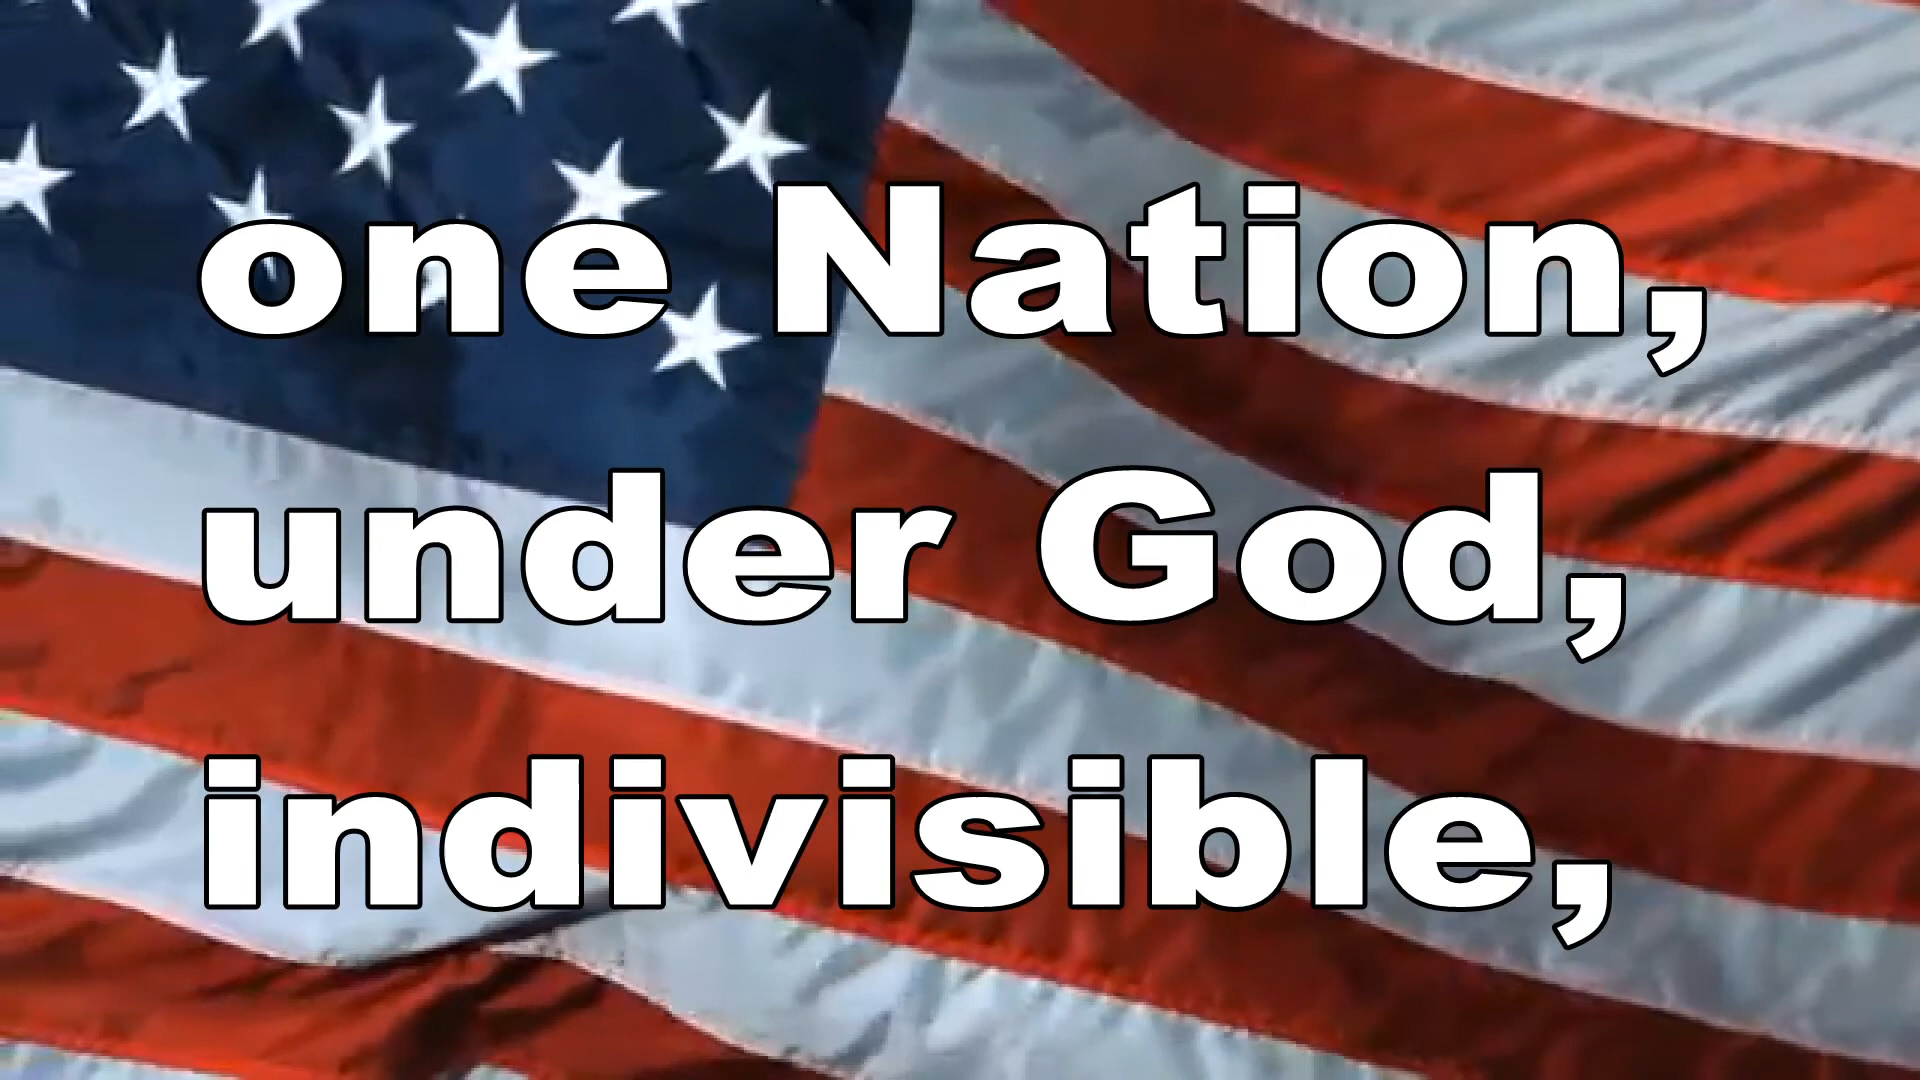 one Nation,
under God,
indivisible,